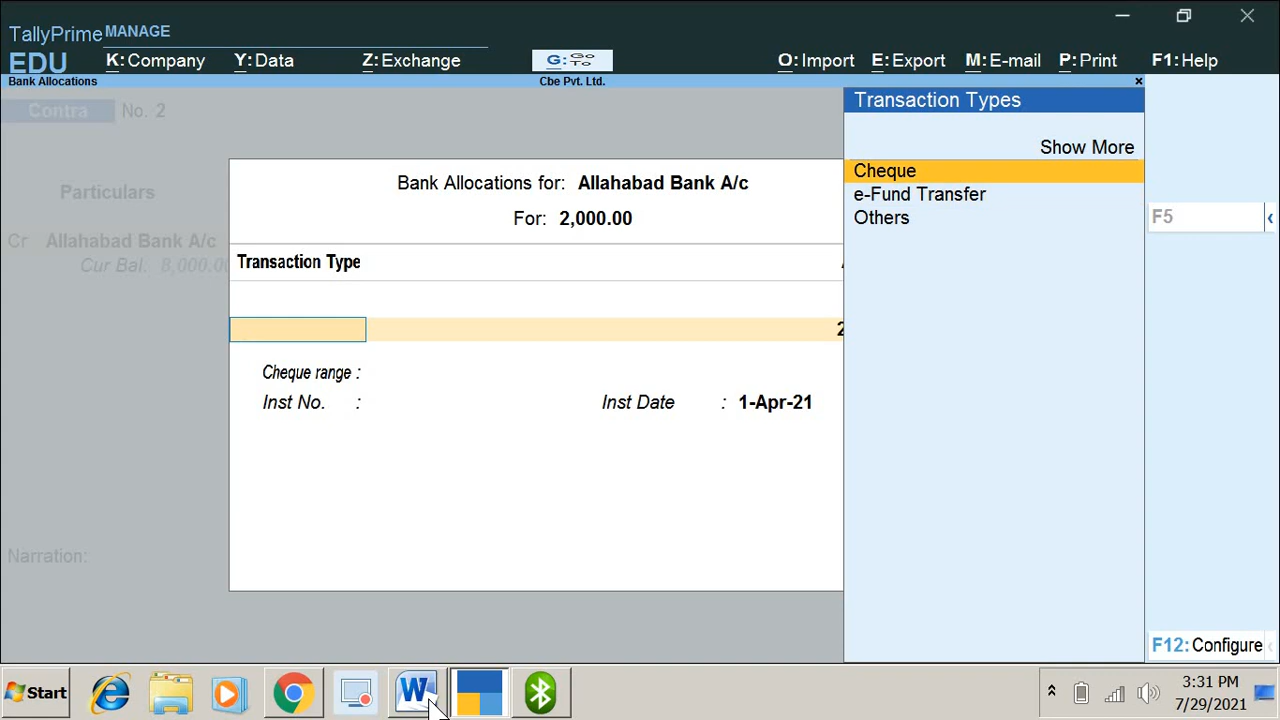 TallyPrime MANAGE
EDU K:Company Y:Data Z:Exchange G:Go To O:Import E:Export M:E-mail P:Print F1:Help
Bank Allocations Cbe Pvt. Ltd. ×
Contra No. 2
Transaction Types
Show More
Cheque
e-Fund Transfer
Others
Bank Allocations for: Allahabad Bank A/c
For: 2,000.00
Particulars
Cr Allahabad Bank A/c
Cur Bal: 8,000.00
Transaction Type
2
Cheque range :
Inst No. : Inst Date : 1-Apr-21
Narration:
F5
F12: Configure
Start
3:31 PM
7/29/2021